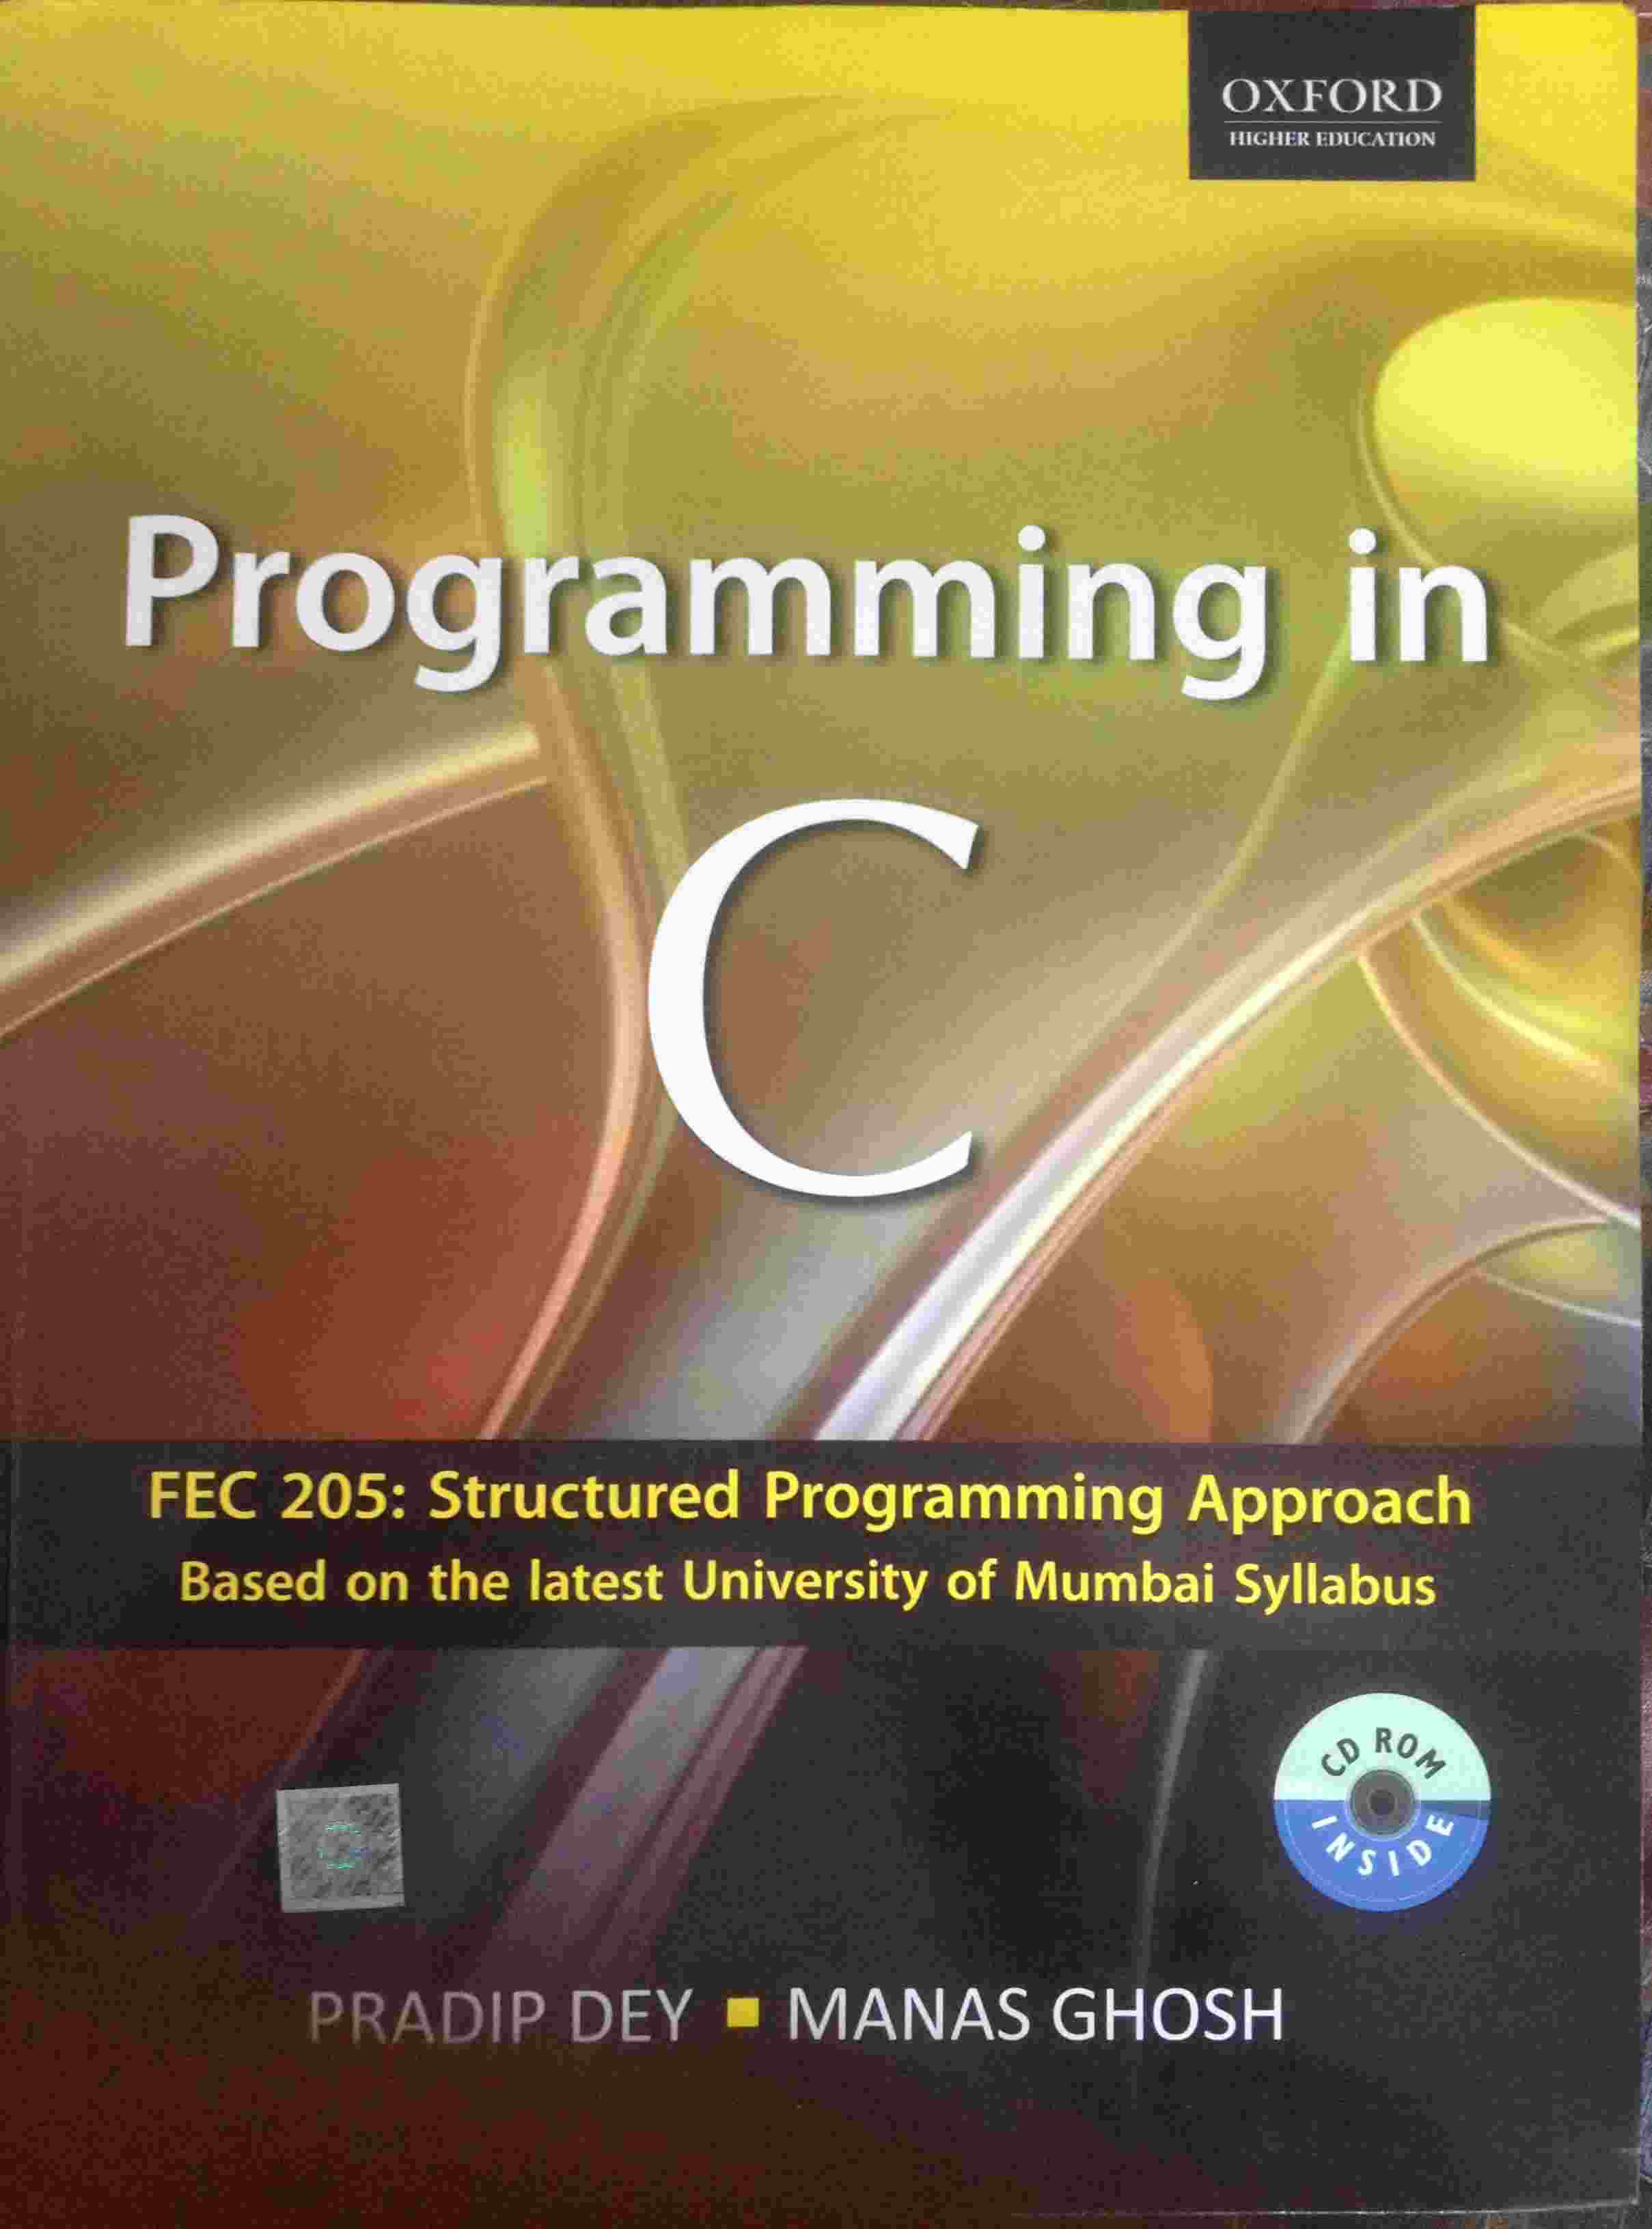 OXFORD
HIGHER EDUCATION
Programming in
C
FEC 205: Structured Programming Approach
Based on the latest University of Mumbai Syllabus
CD ROM
INSIDE
PRADIP DEY ▪ MANAS GHOSH